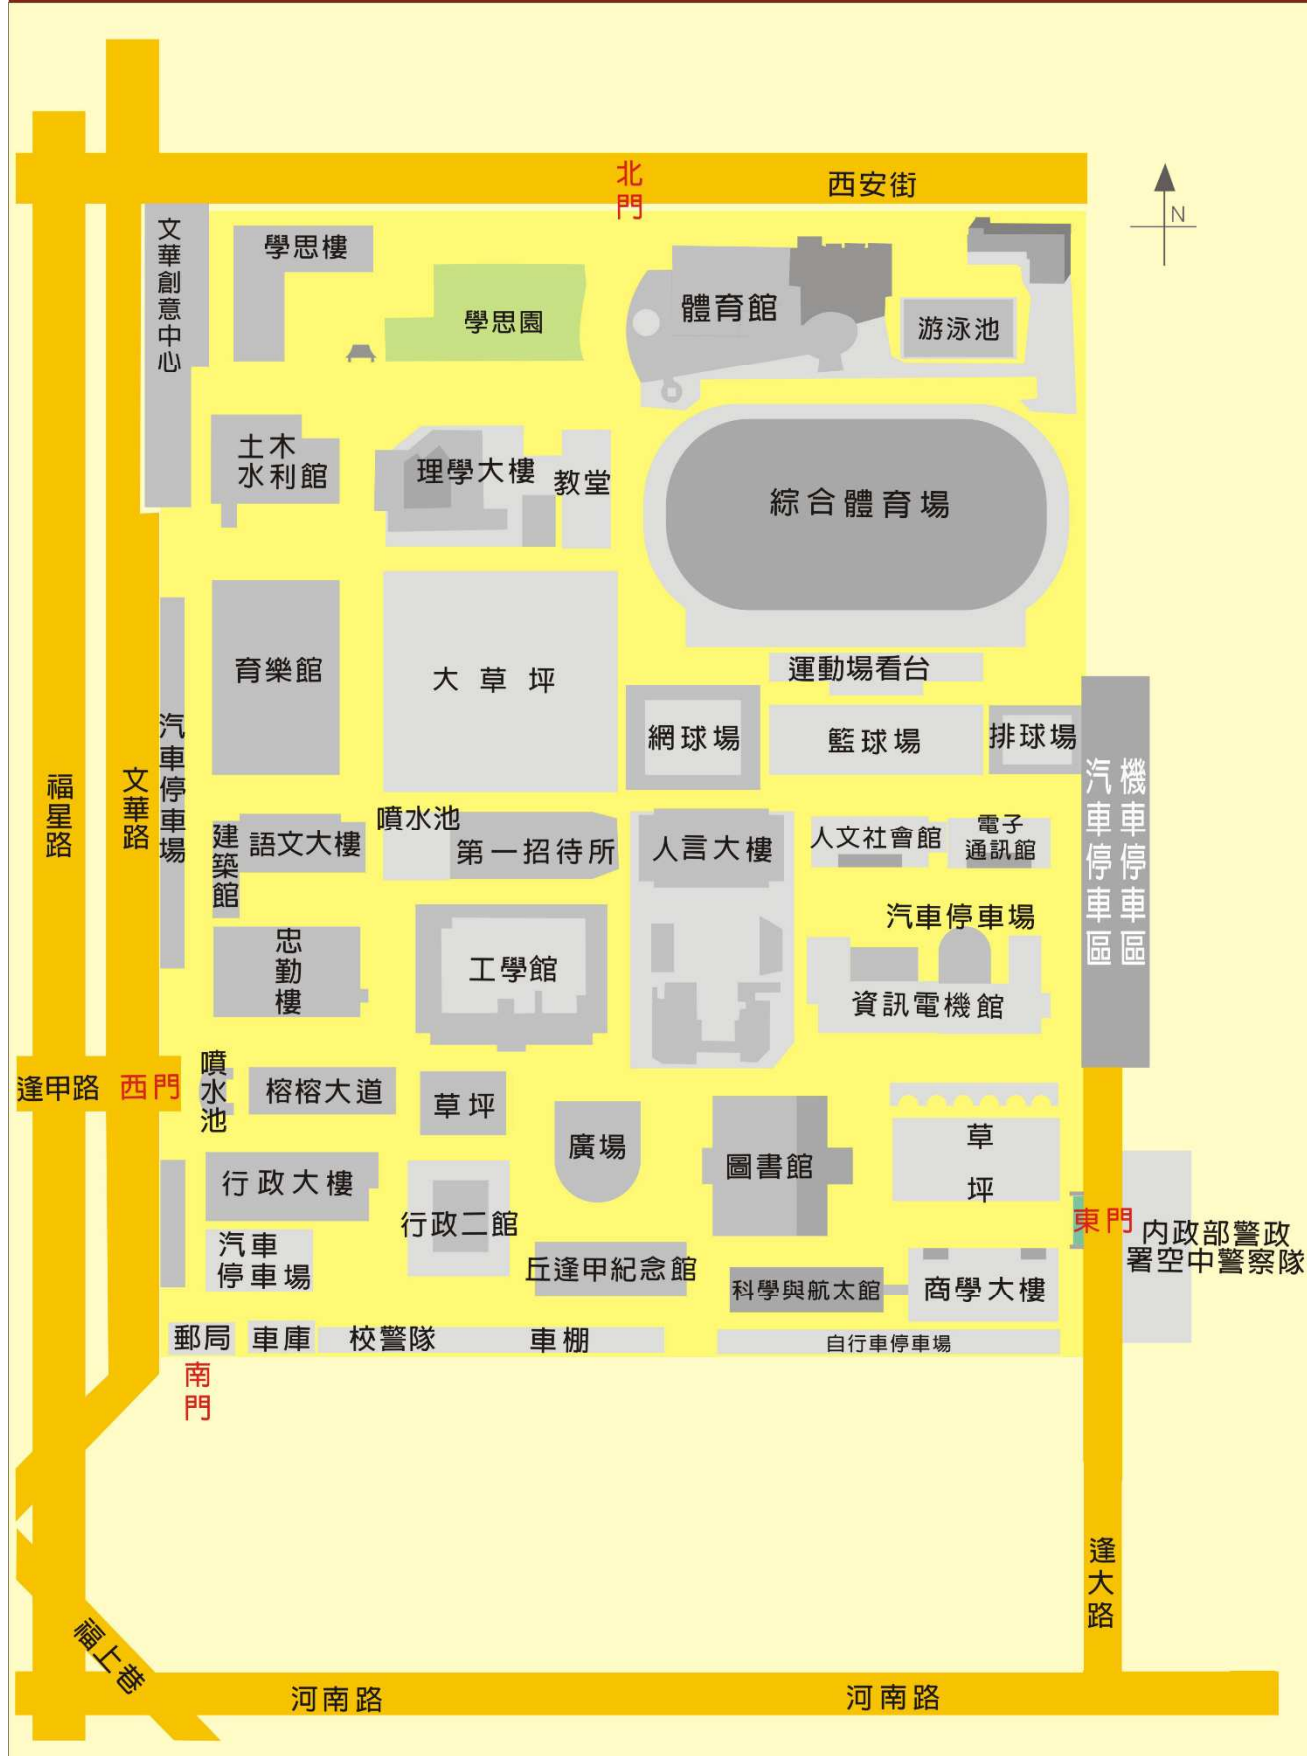 北門
西安街
N
文華創意中心
學思樓
學思園
體育館
游泳池
土木
水利館
理學大樓
教堂
綜合體育場
育樂館
大草坪
運動場看台
網球場
籃球場
排球場
汽車停車場
福星路
文華路
機車停車區
汽車停車區
噴水池
建築館
語文大樓
第一招待所
人言大樓
人文社會館
電子
通訊館
忠勤樓
工學館
汽車停車場
資訊電機館
逢甲路
西門
噴水池
榕榕大道
草坪
廣場
圖書館
草坪
行政大樓
行政二館
東門
內政部警政
署空中警察隊
汽車
停車場
丘逢甲紀念館
科學與航太館
商學大樓
郵局
車庫
校警隊
車棚
自行車停車場
南門
逢大路
福上巷
河南路
河南路